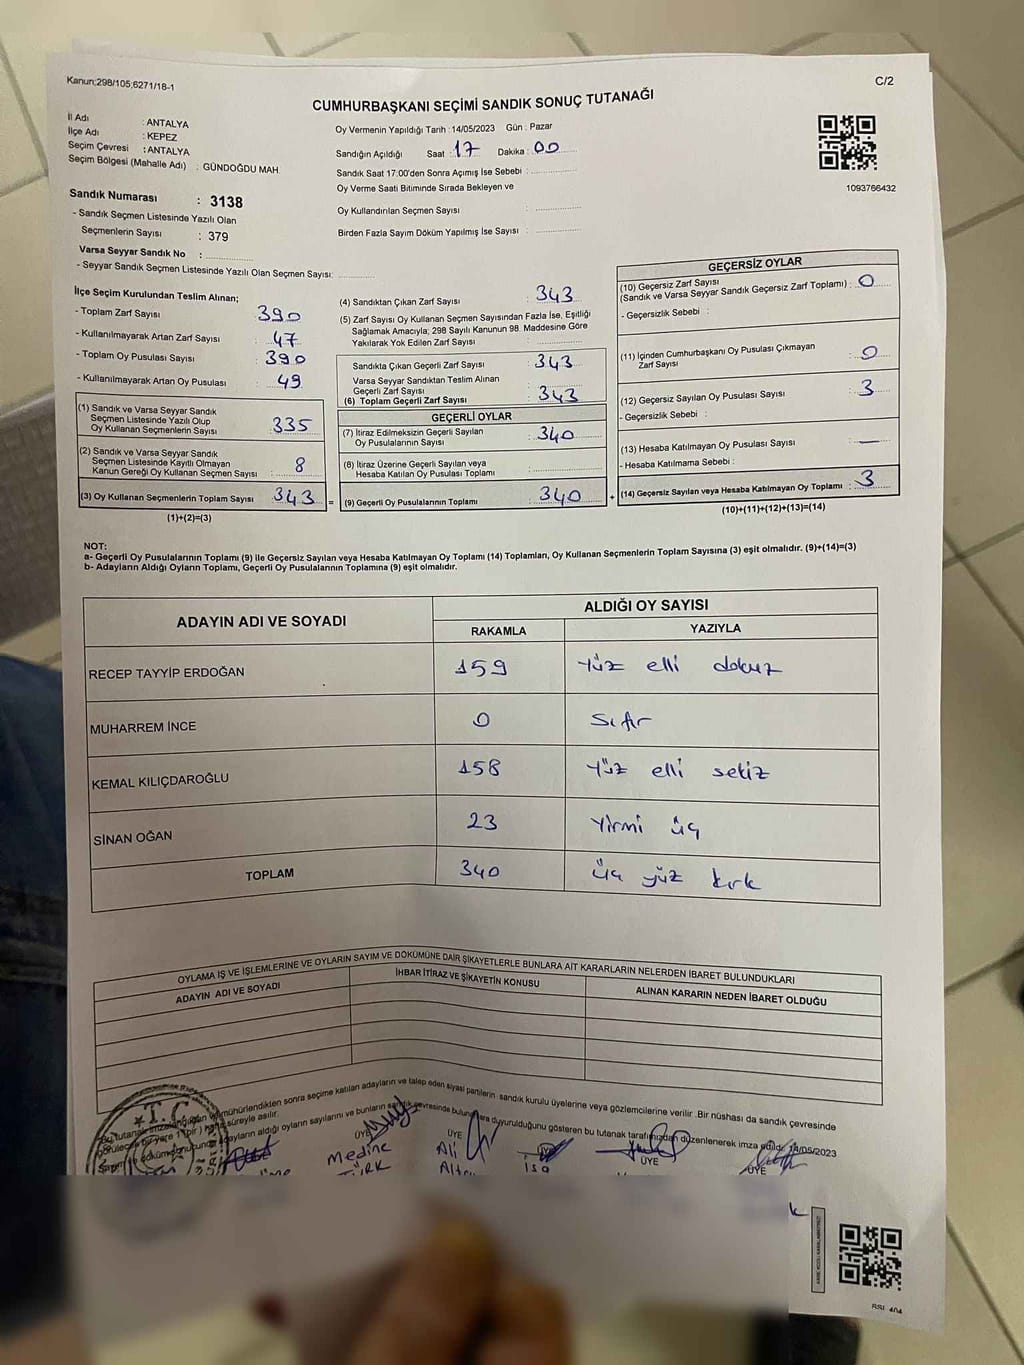 Kanun;298/105,6271/18-1
C/2
CUMHURBAŞKANI SEÇİMİ SANDIK SONUÇ TUTANAĞI
İl Adı : ANTALYA
İlçe Adı : KEPEZ
Seçim Çevresi : ANTALYA
Seçim Bölgesi (Mahalle Adı) : GÜNDOĞDU MAH.
Sandık Numarası : 3138
- Sandık Seçmen Listesinde Yazılı Olan
Seçmenlerin Sayısı : 379
Varsa Seyyar Sandık No :
- Seyyar Sandık Seçmen Listesinde Yazılı Olan Seçmen Sayısı:
Oy Vermenin Yapıldığı Tarih :14/05/2023 Gün : Pazar
Sandığın Açıldığı Saat : 17 Dakika : 00
Sandık Saat 17:00'den Sonra Açımış İse Sebebi :
Oy Verme Saati Bitiminde Sırada Bekleyen ve
Oy Kullandırılan Seçmen Sayısı :
Birden Fazla Sayım Döküm Yapılmış İse Sayısı :
1093766432
İlçe Seçim Kurulundan Teslim Alınan;
- Toplam Zarf Sayısı : 390
- Kullanılmayarak Artan Zarf Sayısı : 47
- Toplam Oy Pusulası Sayısı : 390
- Kullanılmayarak Artan Oy Pusulası : 49
(1) Sandık ve Varsa Seyyar Sandık
Seçmen Listesinde Yazılı Olup
Oy Kullanan Seçmenlerin Sayısı : 335
(2) Sandık ve Varsa Seyyar Sandık
Seçmen Listesinde Kayıtlı Olmayan
Kanun Gereği Oy Kullanan Seçmen Sayısı : 8
(3) Oy Kullanan Seçmenlerin Toplam Sayısı : 343 =
(1)+(2)=(3)
(4) Sandıktan Çıkan Zarf Sayısı : 343
(5) Zarf Sayısı Oy Kullanan Seçmen Sayısından Fazla İse, Eşitliği
Sağlamak Amacıyla; 298 Sayılı Kanunun 98. Maddesine Göre
Yakılarak Yok Edilen Zarf Sayısı :
Sandıkta Çıkan Geçerli Zarf Sayısı : 343
Varsa Seyyar Sandıktan Teslim Alınan
Geçerli Zarf Sayısı :
(6) Toplam Geçerli Zarf Sayısı : 343
GEÇERLİ OYLAR
(7) İtiraz Edilmeksizin Geçerli Sayılan
Oy Pusulalarının Sayısı : 340
(8) İtiraz Üzerine Geçerli Sayılan veya
Hesaba Katılan Oy Pusulası Toplamı :
(9) Geçerli Oy Pusulalarının Toplamı : 340 +
GEÇERSİZ OYLAR
(10) Geçersiz Zarf Sayısı
(Sandık ve Varsa Seyyar Sandık Geçersiz Zarf Toplamı) : 0
- Geçersizlik Sebebi :
(11) İçinden Cumhurbaşkanı Oy Pusulası Çıkmayan
Zarf Sayısı : 0
(12) Geçersiz Sayılan Oy Pusulası Sayısı : 3
- Geçersizlik Sebebi :
(13) Hesaba Katılmayan Oy Pusulası Sayısı : —
- Hesaba Katılmama Sebebi :
(14) Geçersiz Sayılan veya Hesaba Katılmayan Oy Toplamı : 3
(10)+(11)+(12)+(13)=(14)
NOT:
a- Geçerli Oy Pusulalarının Toplamı (9) ile Geçersiz Sayılan veya Hesaba Katılmayan Oy Toplamı (14) Toplamları, Oy Kullanan Seçmenlerin Toplam Sayısına (3) eşit olmalıdır. (9)+(14)=(3)
b- Adayların Aldığı Oyların Toplamı, Geçerli Oy Pusulalarının Toplamına (9) eşit olmalıdır.
ADAYIN ADI VE SOYADI
ALDIĞI OY SAYISI
RAKAMLA YAZIYLA
RECEP TAYYİP ERDOĞAN 159 Yüz elli dokuz
MUHARREM İNCE 0 Sıfır
KEMAL KILIÇDAROĞLU 158 Yüz elli sekiz
SİNAN OĞAN 23 Yirmi üç
TOPLAM 340 Üç yüz kırk
OYLAMA İŞ VE İŞLEMLERİNE VE OYLARIN SAYIM VE DÖKÜMÜNE DAİR ŞİKAYETLERLE BUNLARA AİT KARARLARIN NELERDEN İBARET BULUNDUKLARI
ADAYIN ADI VE SOYADI İHBAR İTİRAZ VE ŞİKAYETİN KONUSU ALINAN KARARIN NEDEN İBARET OLDUĞU
mühürlendikten sonra seçime katılan adayların ve talep eden siyasi partilerin sandık kurulu üyelerine veya gözlemcilerine verilir .Bir nüshası da sandık çevresinde
süreyle asılır.
adayların aldığı oyların sayılarını ve bunların sandık çevresinde duyurulduğunu gösteren bu tutanak tarafımızdan düzenlenerek imza edildi. 14/05/2023
T.C.
ÜYE ÜYE ÜYE ÜYE
Medine Ali İsa
TÜRK
RSI 404